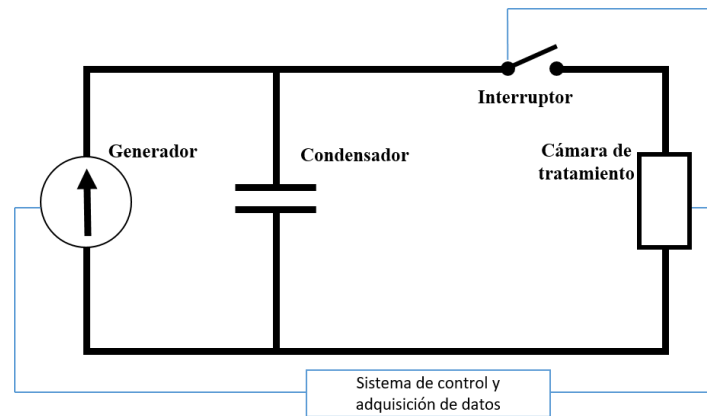 Interruptor
Generador
Condensador
Cámara de
tratamiento
Sistema de control y
adquisición de datos